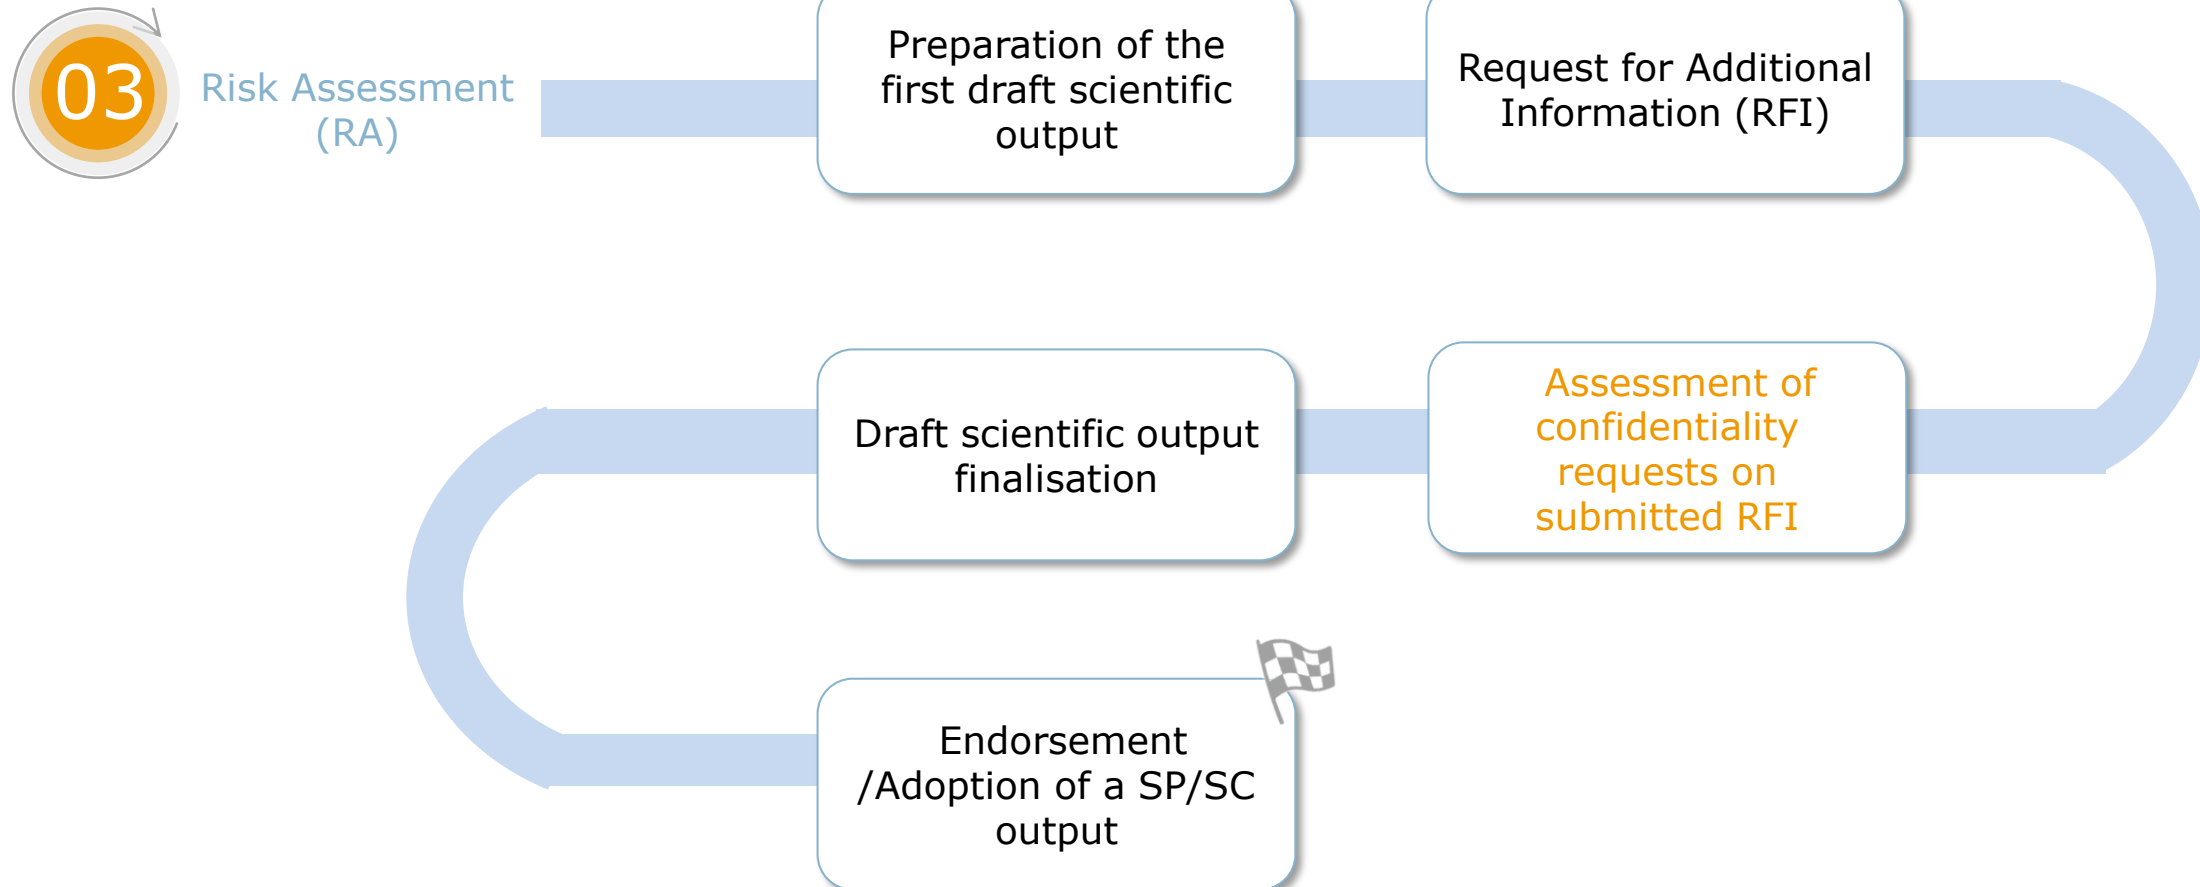 03
Risk Assessment
(RA)
Preparation of the
first draft scientific
output
Request for Additional
Information (RFI)
Assessment of
confidentiality
requests on
submitted RFI
Draft scientific output
finalisation
Endorsement
/Adoption of a SP/SC
output